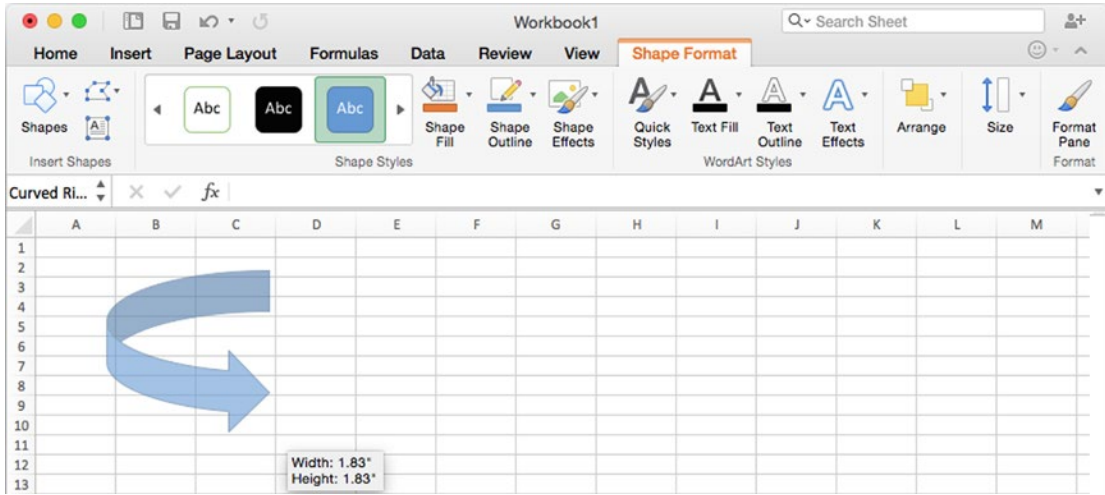 Workbook1
Search Sheet
Home Insert Page Layout Formulas Data Review View Shape Format
Abc Abc Abc
Shapes A Shape Fill Shape Outline Shape Effects Quick Styles Text Fill Text Outline Text Effects Arrange Size Format Pane
Insert Shapes Shape Styles WordArt Styles Format
Curved Ri... fx
A B C D E F G H I J K L M
1
2
3
4
5
6
7
8
9
10
11
12
13
Width: 1.83"
Height: 1.83"